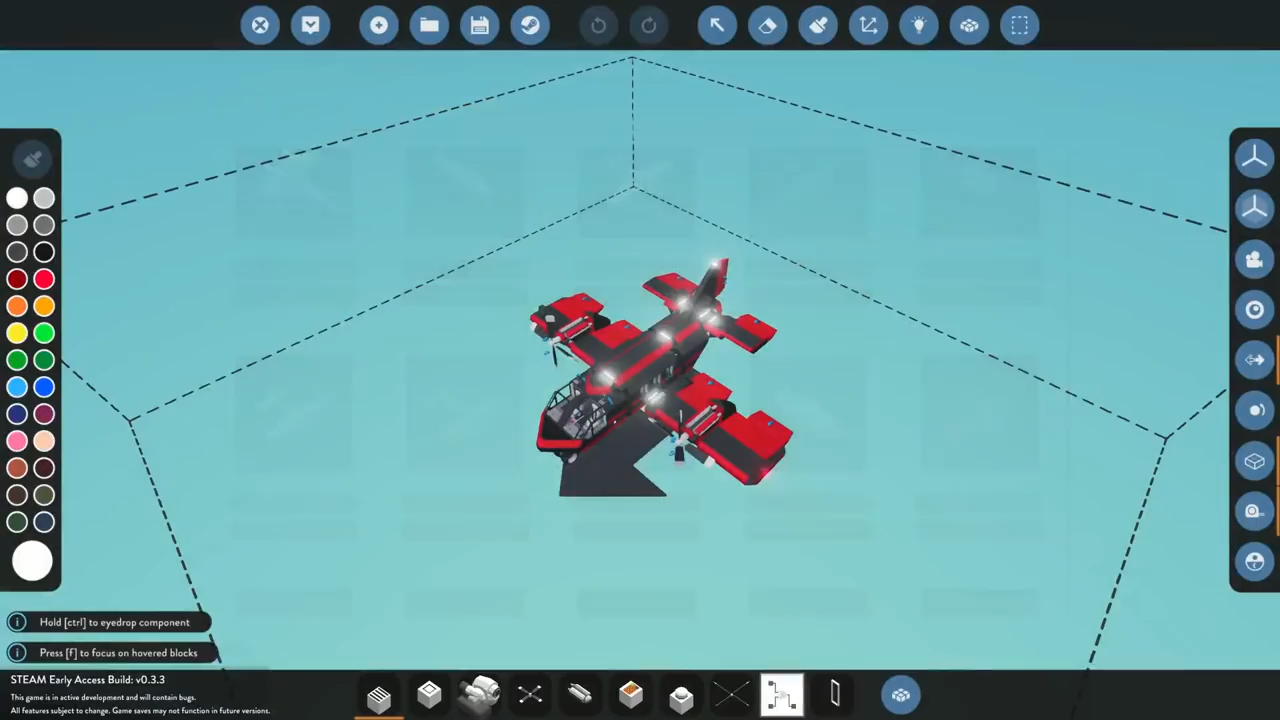 Hold [ctrl] to eyedrop component
Press [f] to focus on hovered blocks
STEAM Early Access Build: v0.3.3
This game is in active development and will contain bugs.
All features subject to change. Game saves may not function in future versions.